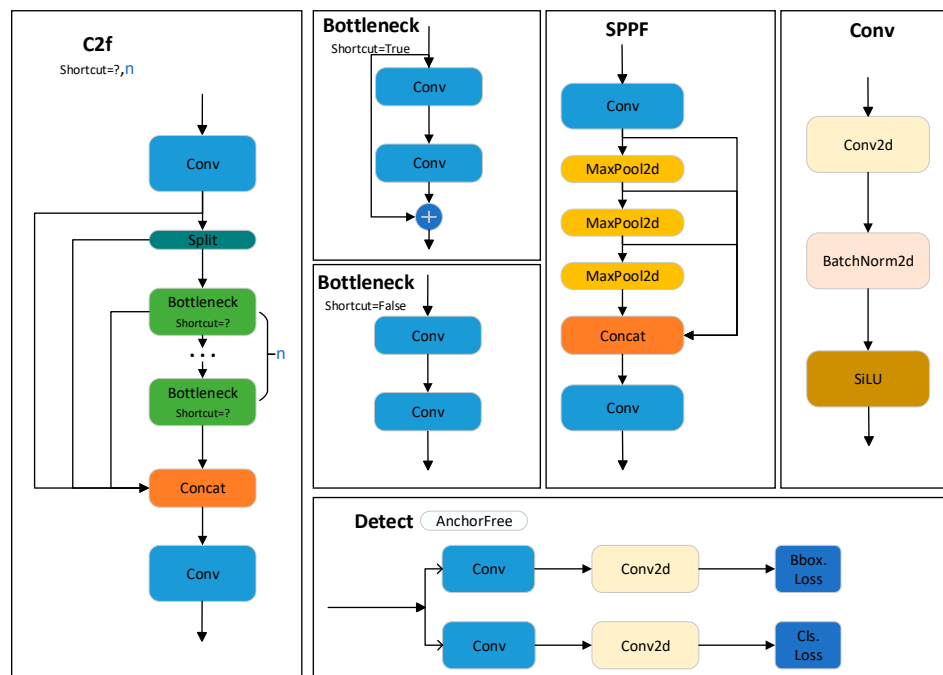 C2f
Shortcut=?,n
Conv
Split
Bottleneck
Shortcut=?
...
n
Bottleneck
Shortcut=?
Concat
Conv
Bottleneck
Shortcut=True
Conv
Conv
+
Bottleneck
Shortcut=False
Conv
Conv
SPPF
Conv
MaxPool2d
MaxPool2d
MaxPool2d
Concat
Conv
Conv
Conv2d
BatchNorm2d
SiLU
Detect
AnchorFree
Conv
Conv2d
Bbox.
Loss
Conv
Conv2d
Cls.
Loss